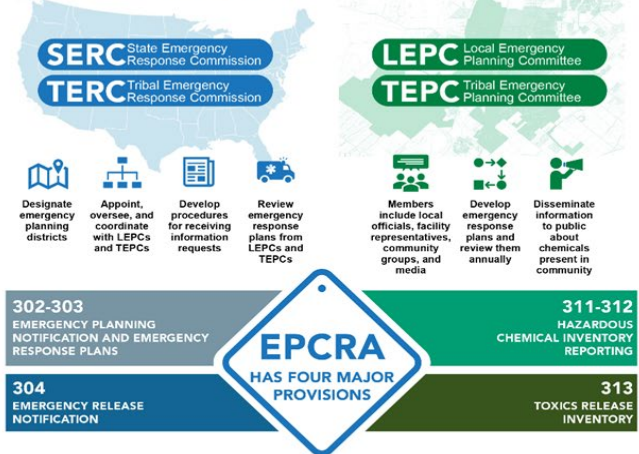 SERC State Emergency
Response Commission
TERC Tribal Emergency
Response Commission
LEPC Local Emergency
Planning Committee
TEPC Tribal Emergency
Planning Committee
Designate
emergency
planning
districts
Appoint,
oversee, and
coordinate
with LEPCs
and TEPCs
Develop
procedures
for receiving
information
requests
Review
emergency
response
plans from
LEPCs and
TEPCs
Members
include local
officials, facility
representatives,
community
groups, and
media
Develop
emergency
response
plans and
review them
annually
Disseminate
information
to public
about
chemicals
present in
community
302-303
EMERGENCY PLANNING
NOTIFICATION AND EMERGENCY
RESPONSE PLANS
304
EMERGENCY RELEASE
NOTIFICATION
EPCRA
HAS FOUR MAJOR
PROVISIONS
311-312
HAZARDOUS
CHEMICAL INVENTORY
REPORTING
313
TOXICS RELEASE
INVENTORY